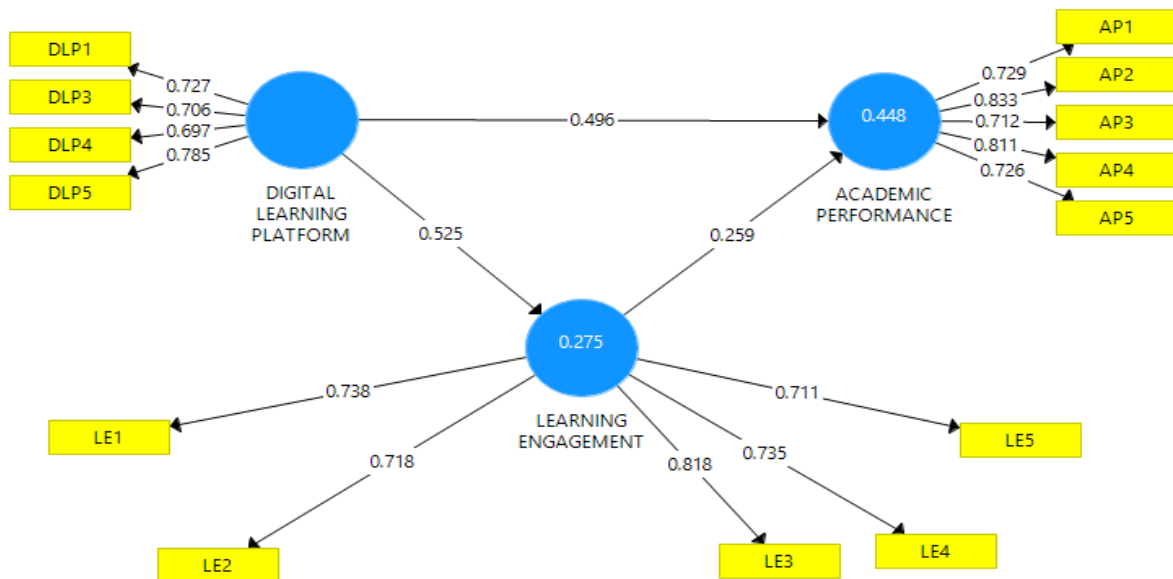 DLP1
DLP3
DLP4
DLP5
0.727
0.706
0.697
0.785
DIGITAL
LEARNING
PLATFORM
0.496
0.448
ACADEMIC
PERFORMANCE
0.729
0.833
0.712
0.811
0.726
AP1
AP2
AP3
AP4
AP5
0.525
0.259
0.275
LEARNING
ENGAGEMENT
0.738
0.718
0.818
0.735
0.711
LE1
LE2
LE3
LE4
LE5